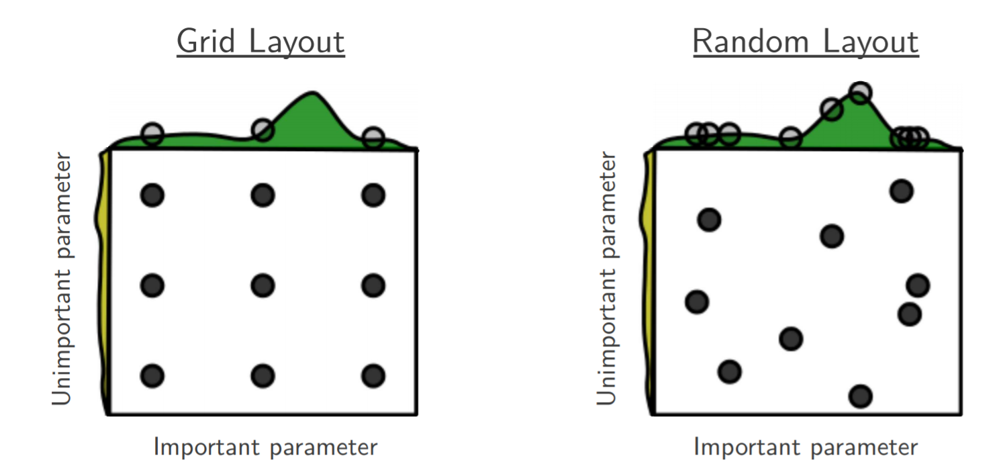 Grid Layout
Unimportant parameter
Important parameter
Random Layout
Unimportant parameter
Important parameter